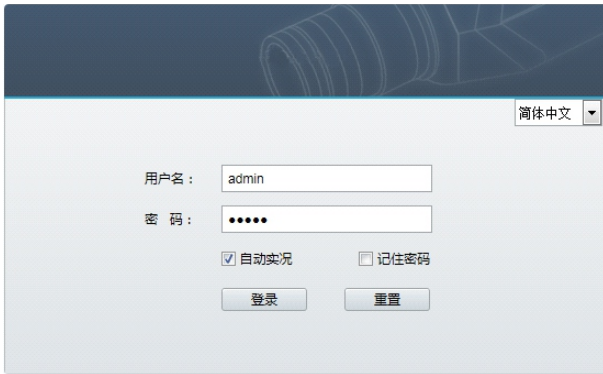 简体中文
用户名： admin
密 码： •••••
自动实况 记住密码
登录 重置